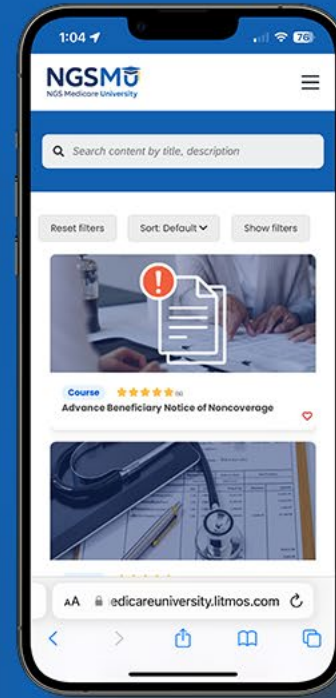 1:04
76
NGSMU
NGS Medicare University
Search content by title, description
Reset filters
Sort: Default
Show filters
!
Course
Advance Beneficiary Notice of Noncoverage
AA
edicareuniversity.litmos.com